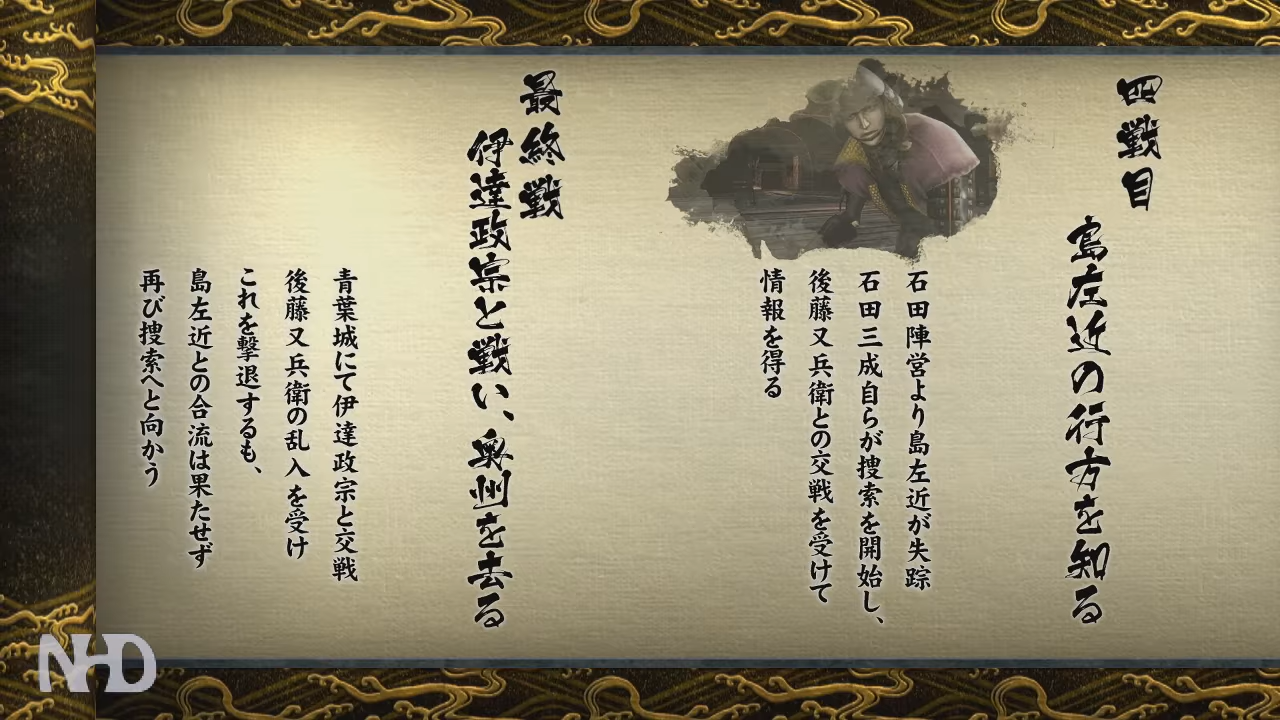 四戦目
島左近の行方を知る
石田陣営より島左近が失踪
石田三成自らが捜索を開始し、
後藤又兵衛との交戦を受けて
情報を得る
最終戦
伊達政宗と戦い、奥州を去る
青葉城にて伊達政宗と交戦
後藤又兵衛の乱入を受け
これを撃退するも、
島左近との合流は果たせず
再び捜索へと向かう
NHD